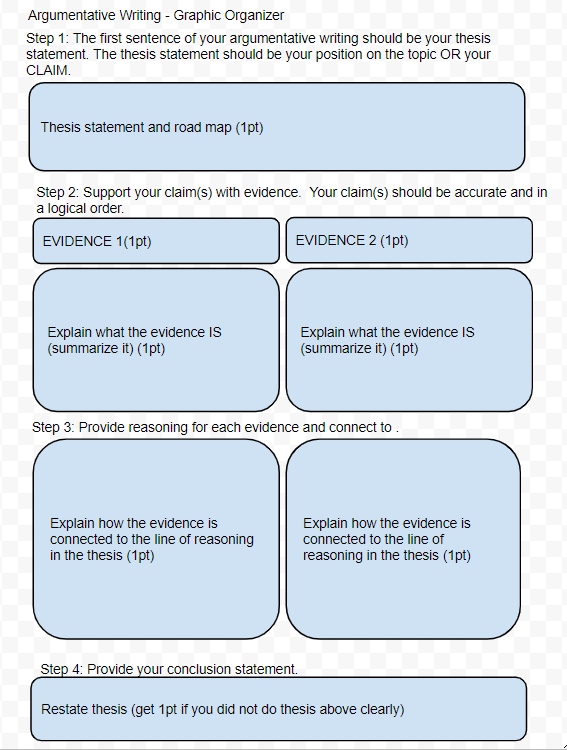 Argumentative Writing - Graphic Organizer
Step 1: The first sentence of your argumentative writing should be your thesis
statement. The thesis statement should be your position on the topic OR your
CLAIM.
Thesis statement and road map (1pt)
Step 2: Support your claim(s) with evidence.  Your claim(s) should be accurate and in
a logical order.
EVIDENCE 1(1pt)
EVIDENCE 2 (1pt)
Explain what the evidence IS
(summarize it) (1pt)
Explain what the evidence IS
(summarize it) (1pt)
Step 3: Provide reasoning for each evidence and connect to .
Explain how the evidence is
connected to the line of reasoning
in the thesis (1pt)
Explain how the evidence is
connected to the line of
reasoning in the thesis (1pt)
Step 4: Provide your conclusion statement.
Restate thesis (get 1pt if you did not do thesis above clearly)